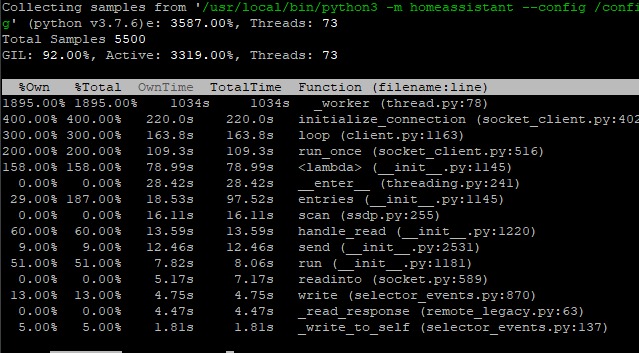 Collecting samples from '/usr/local/bin/python3 -m homeassistant --config /confi
g' (python v3.7.6)e: 3587.00%, Threads: 73
Total Samples 5500
GIL: 92.00%, Active: 3319.00%, Threads: 73
%Own %Total OwnTime TotalTime Function (filename:line)
1895.00% 1895.00% 1034s 1034s _worker (thread.py:78)
400.00% 400.00% 220.0s 220.0s initialize_connection (socket_client.py:402
300.00% 300.00% 163.8s 163.8s loop (client.py:1163)
200.00% 200.00% 109.3s 109.3s run_once (socket_client.py:516)
158.00% 158.00% 78.99s 78.99s <lambda> (__init__.py:1145)
0.00% 0.00% 28.42s 28.42s __enter__ (threading.py:241)
29.00% 187.00% 18.53s 97.52s entries (__init__.py:1145)
0.00% 0.00% 16.11s 16.11s scan (ssdp.py:255)
60.00% 60.00% 13.59s 13.59s handle_read (__init__.py:1220)
9.00% 9.00% 12.46s 12.46s send (__init__.py:2531)
51.00% 51.00% 7.82s 8.06s run (__init__.py:1181)
0.00% 0.00% 5.17s 7.17s readinto (socket.py:589)
13.00% 13.00% 4.75s 4.75s write (selector_events.py:870)
0.00% 0.00% 4.47s 4.47s _read_response (remote_legacy.py:63)
5.00% 5.00% 1.81s 1.81s _write_to_self (selector_events.py:137)